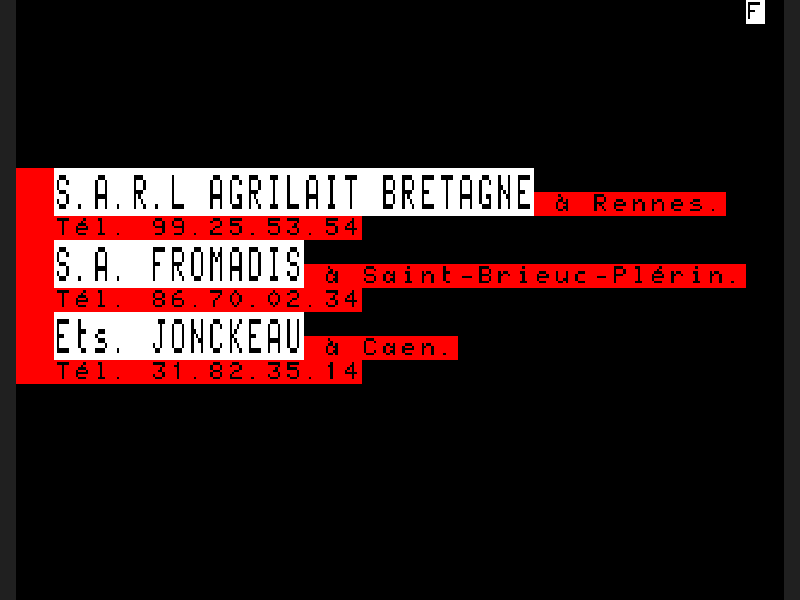 F
S.A.R.L AGRILAIT BRETAGNE à Rennes.
Tél. 99.25.53.54
S.A. FROMADIS à Saint-Brieuc-Plérin.
Tél. 86.70.02.34
Ets. JONCKEAU à Caen.
Tél. 31.82.35.14